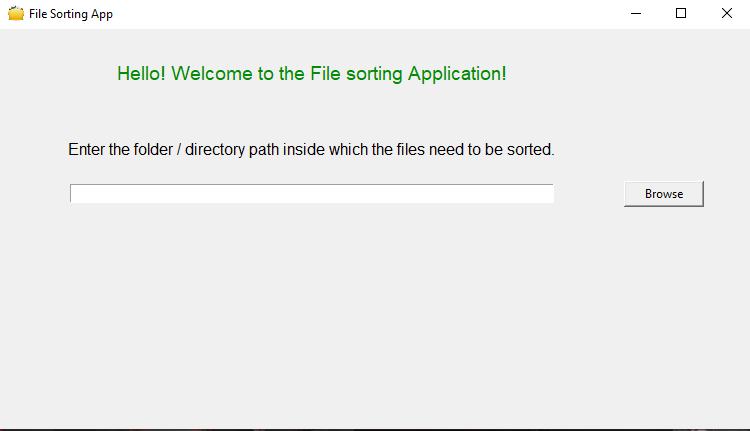 File Sorting App
Hello! Welcome to the File sorting Application!
Enter the folder / directory path inside which the files need to be sorted.
Browse